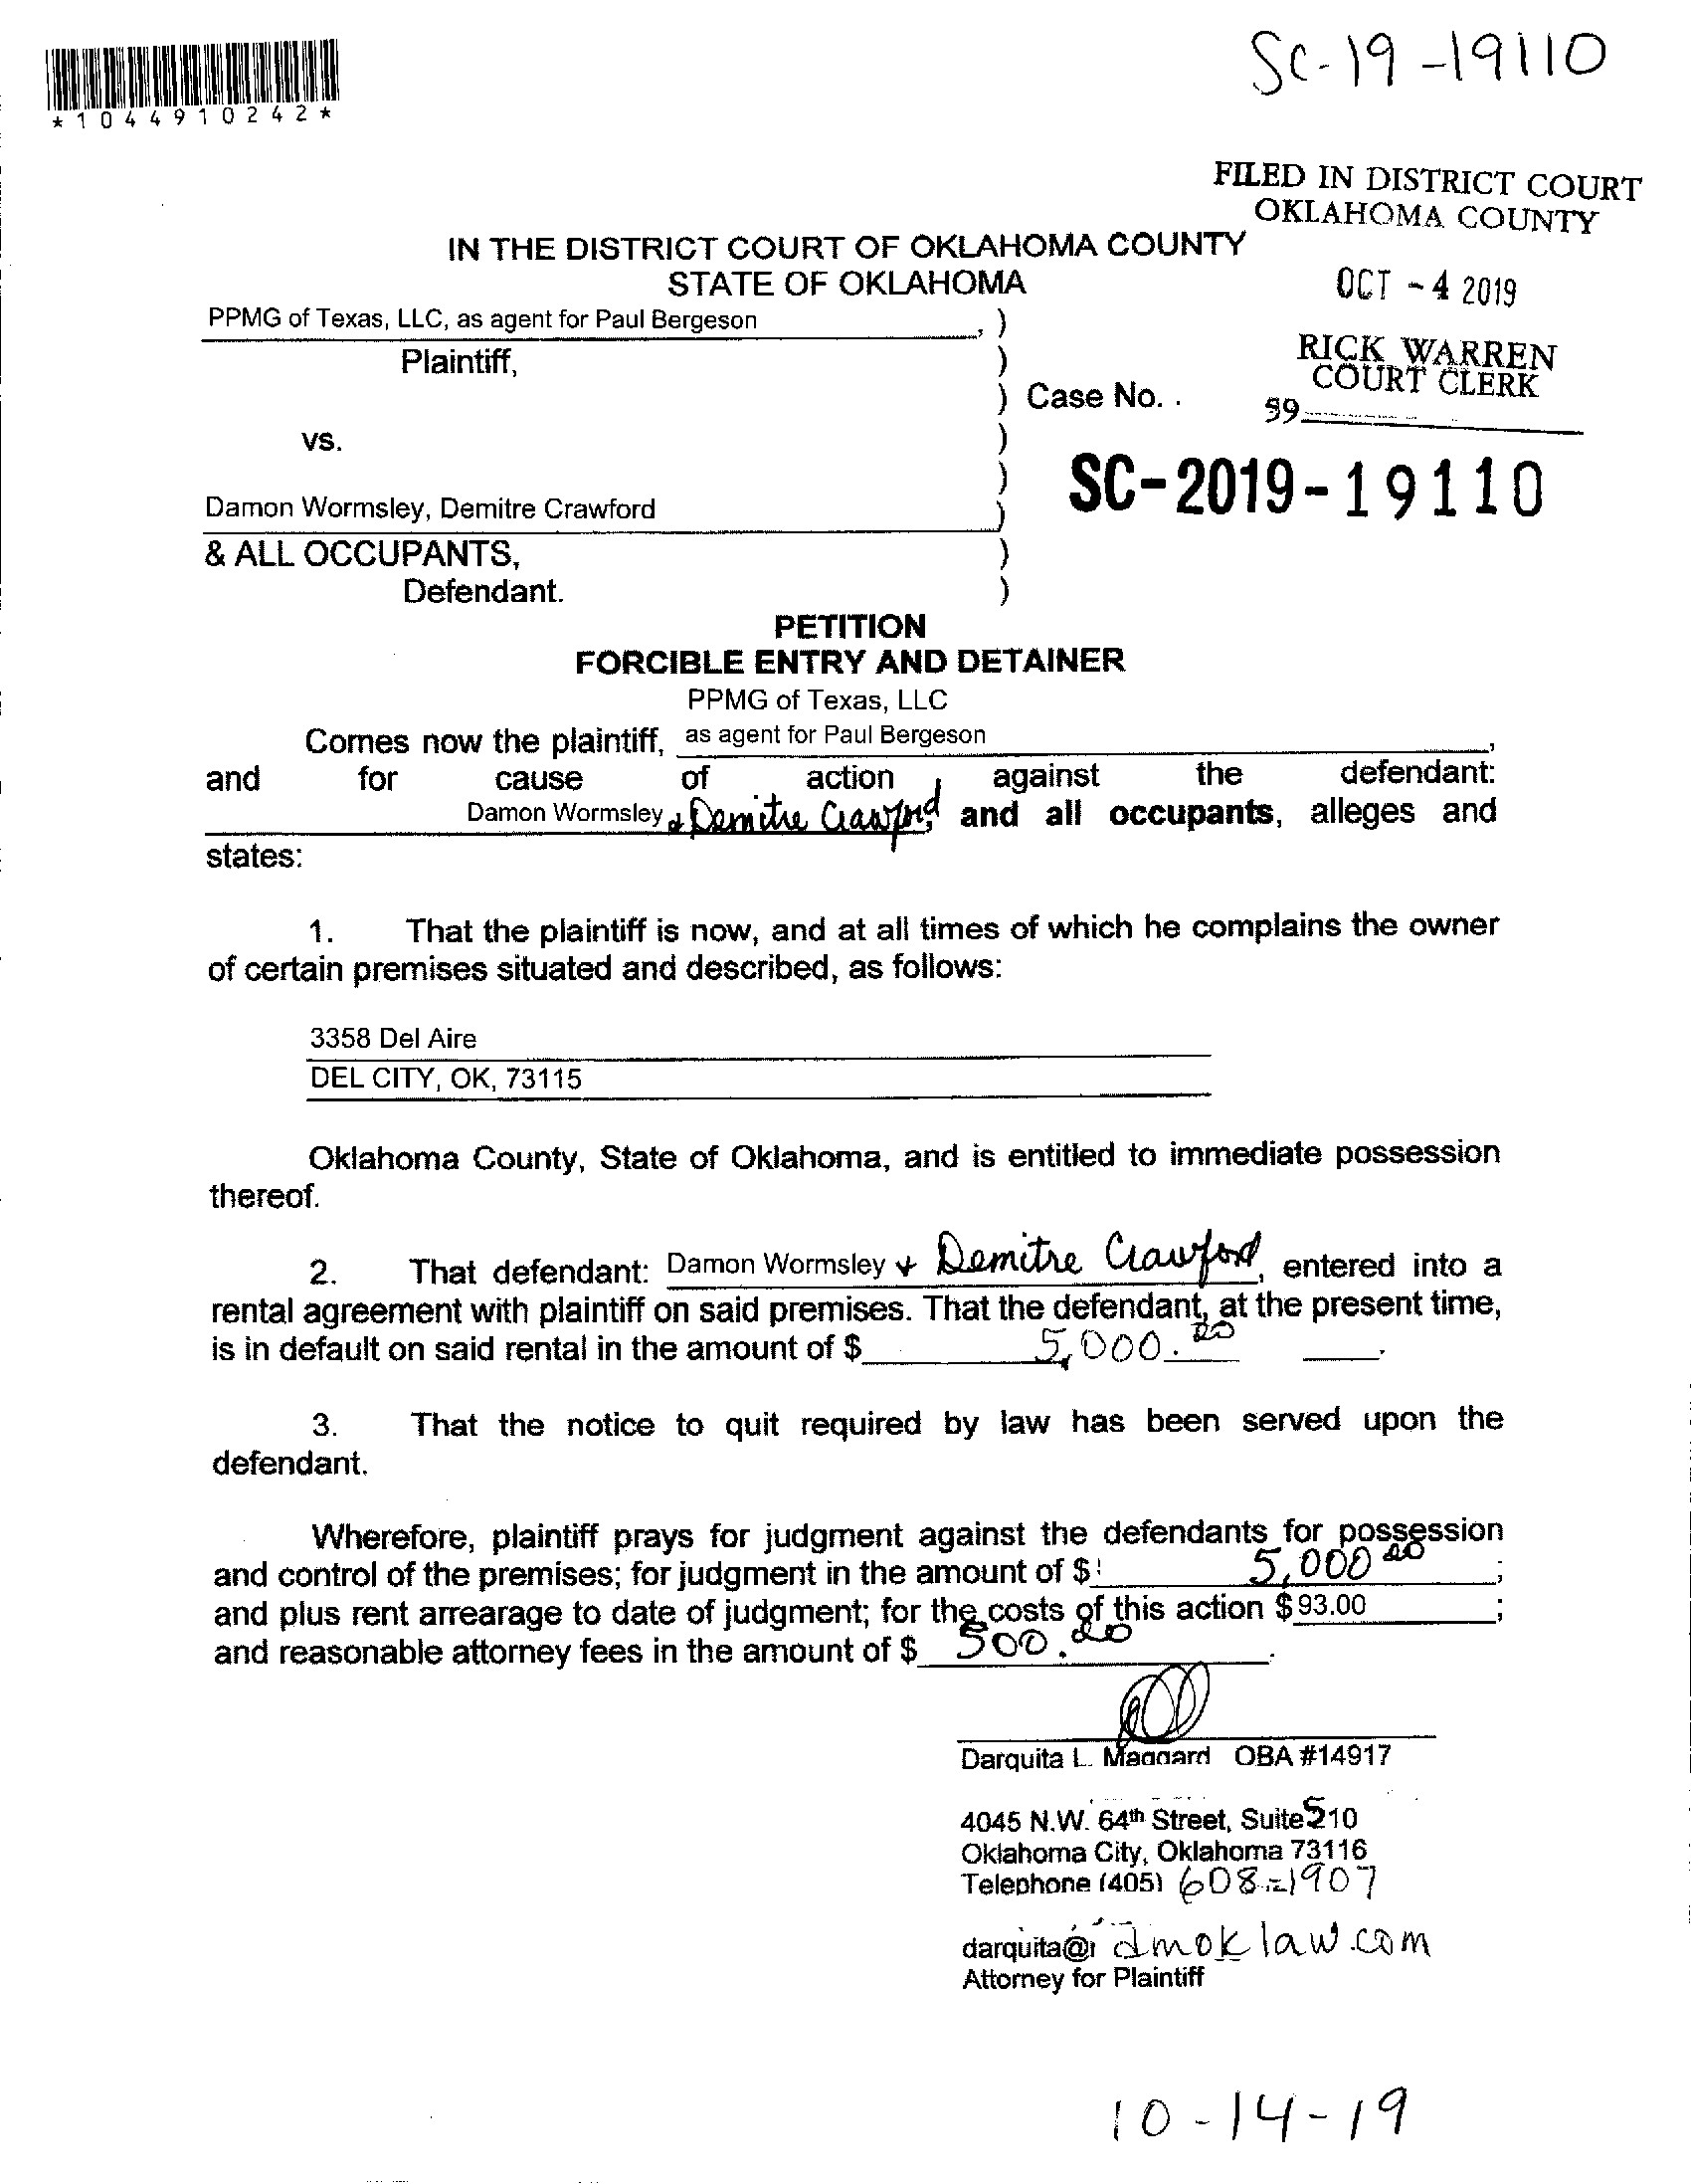 SC-19-19110
*1044910242*
FILED IN DISTRICT COURT
OKLAHOMA COUNTY
IN THE DISTRICT COURT OF OKLAHOMA COUNTY
STATE OF OKLAHOMA
OCT -4 2019
PPMG of Texas, LLC, as agent for Paul Bergeson , )
RICK WARREN
COURT CLERK
Plaintiff, )
) Case No. .
59
vs. )
) SC-2019-19110
Damon Wormsley, Demitre Crawford )
& ALL OCCUPANTS, )
Defendant. )
PETITION
FORCIBLE ENTRY AND DETAINER
PPMG of Texas, LLC
Comes now the plaintiff, as agent for Paul Bergeson ,
and for cause of action against the defendant:
Damon Wormsley & Demitre Crawford, and all occupants, alleges and
states:
1. That the plaintiff is now, and at all times of which he complains the owner
of certain premises situated and described, as follows:
3358 Del Aire
DEL CITY, OK, 73115
Oklahoma County, State of Oklahoma, and is entitled to immediate possession
thereof.
2. That defendant: Damon Wormsley & Demitre Crawford, entered into a
rental agreement with plaintiff on said premises. That the defendant, at the present time,
is in default on said rental in the amount of $ 5,000.00 .
3. That the notice to quit required by law has been served upon the
defendant.
Wherefore, plaintiff prays for judgment against the defendants for possession
and control of the premises; for judgment in the amount of $ 5,000 00 ;
and plus rent arrearage to date of judgment; for the costs of this action $ 93.00 ;
and reasonable attorney fees in the amount of $ 500.00 .
Darquita L. Maggard OBA #14917
4045 N.W. 64th Street, Suite 510
Oklahoma City, Oklahoma 73116
Telephone (405) 608-1907
darquita@dmoklaw.com
Attorney for Plaintiff
10-14-19